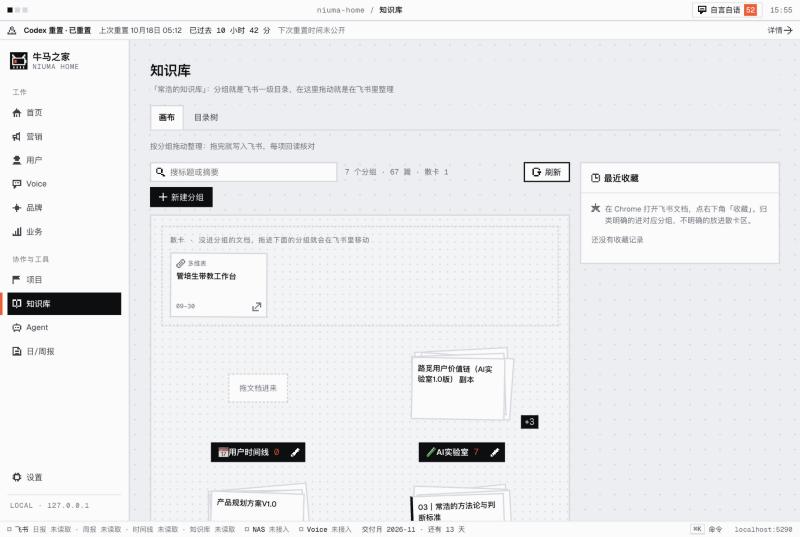 niuma-home / 知识库
自言自语 52
15:55
Codex 重置·已重置 上次重置 10月18日 05:12 已过去 10 小时 42 分 下次重置时间未公开
详情
牛马之家
NIUMA HOME
工作
首页
营销
用户
Voice
品牌
业务
协作与工具
项目
知识库
Agent
日/周报
设置
LOCAL · 127.0.0.1
知识库
「常浩的知识库」：分组就是飞书一级目录，在这里拖动就是在飞书里整理
画布 目录树
按分组拖动整理：拖完就写入飞书，每项回读核对
搜标题或摘要
7 个分组 · 67 篇 · 散卡 1
刷新
新建分组
散卡 · 没进分组的文档，拖进下面的分组就会在飞书里移动
多维表
管培生带教工作台
09-30
拖文档进来
用户时间线 0
路觅用户价值链（AI实
验室1.0版） 副本
+3
AI实验室 7
产品规划方案V1.0
03｜常浩的方法论与判
断标准
最近收藏
在 Chrome 打开飞书文档，点右下角「收藏」。归
类明确的进对应分组，不明确的放进散卡区。
还没有收藏记录
飞书 日报 未读取 · 周报 未读取 · 时间线 未读取 · 知识库 未读取 NAS 未接入 Voice 未接入 交付月 2026-11 · 还有 13 天
⌘K 命令 localhost:5290